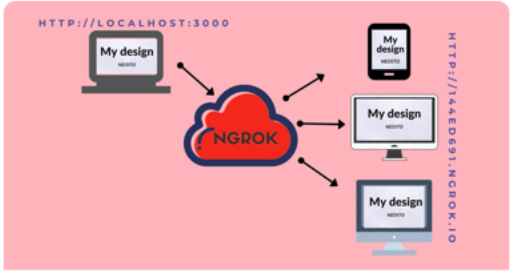 HTTP://LOCALHOST:3000
My design
NEOITO
My
design
NEOITO
My design
NEOITO
NGROK
My design
NEOITO
HTTP://144ED691.NGROK.IO